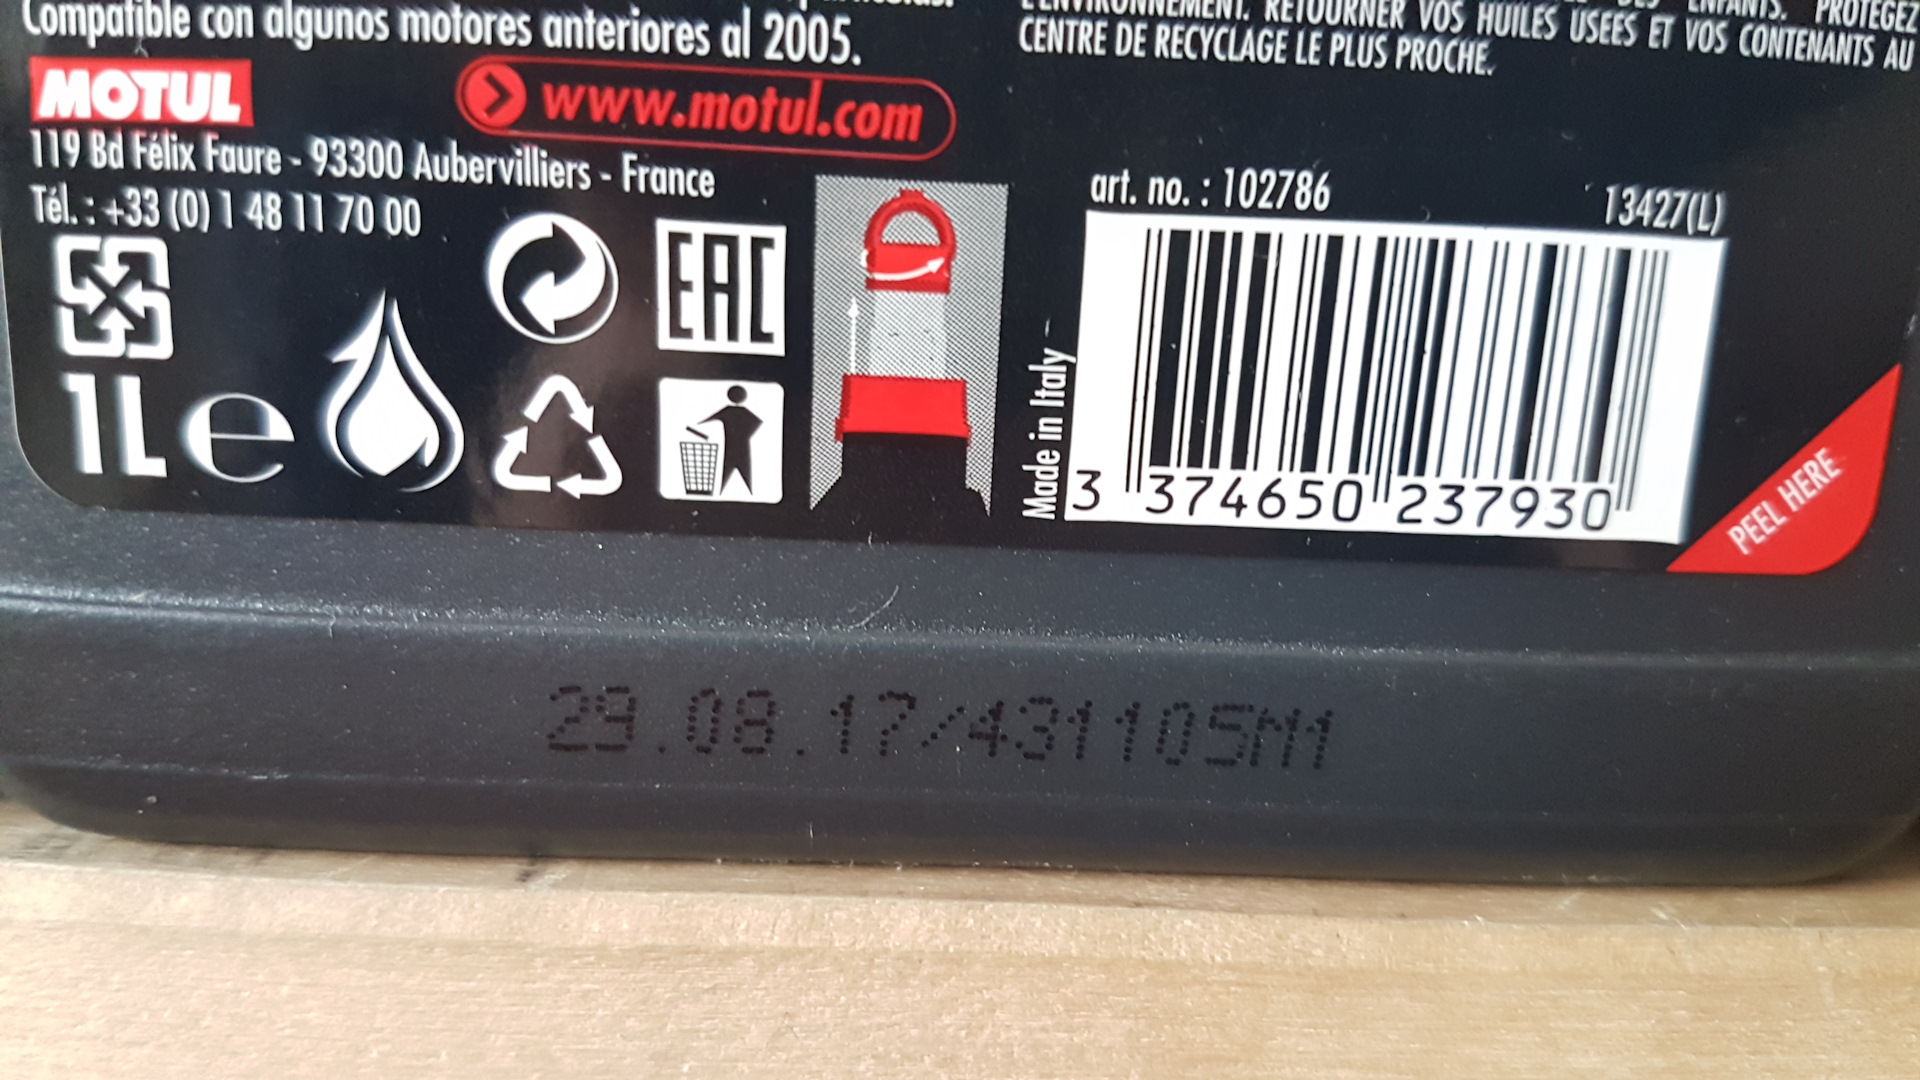 Compatible con algunos motores anteriores al 2005.
L'ENVIRONNEMENT. RETOURNER VOS HUILES USEES ET VOS CONTENANTS AU
CENTRE DE RECYCLAGE LE PLUS PROCHE.
ENFANTS. PROTEGEZ
MOTUL
www.motul.com
119 Bd Félix Faure - 93300 Aubervilliers - France
Tél. : +33 (0) 1 48 11 70 00
EAC
1L e
art. no. : 102786
13427(L)
Made in Italy
3 374650 237930
PEEL HERE
29.08.17/431105M1